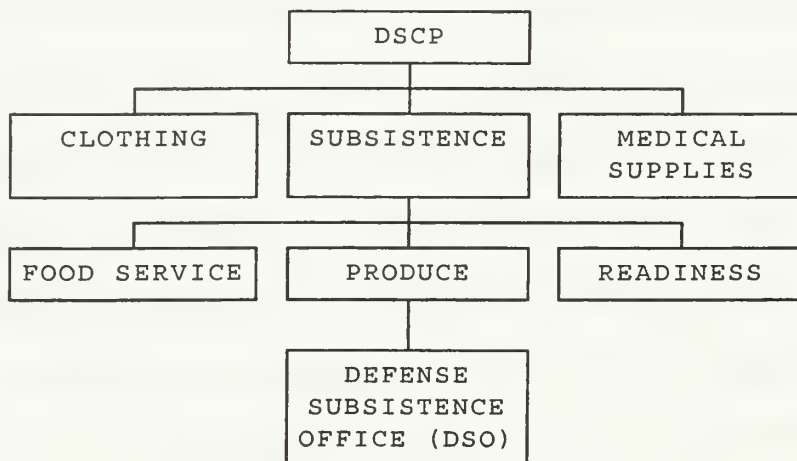 DSCP
CLOTHING
SUBSISTENCE
MEDICAL
SUPPLIES
FOOD SERVICE
PRODUCE
READINESS
DEFENSE
SUBSISTENCE
OFFICE (DSO)